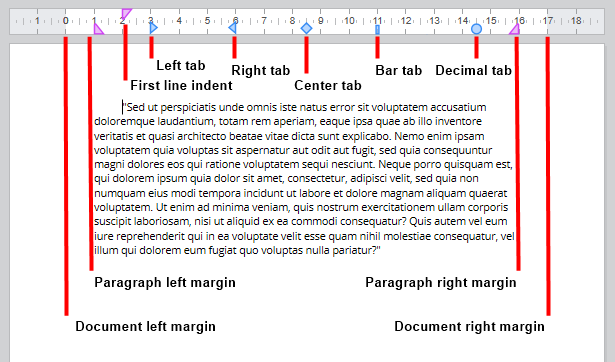 1 0 1 2 3 4 5 6 7 8 9 10 11 12 13 14 15 16 17 18
Left tab
Right tab
Bar tab
Decimal tab
First line indent
Center tab
"Sed ut perspiciatis unde omnis iste natus error sit voluptatem accusantium
doloremque laudantium, totam rem aperiam, eaque ipsa quae ab illo inventore
veritatis et quasi architecto beatae vitae dicta sunt explicabo. Nemo enim ipsam
voluptatem quia voluptas sit aspernatur aut odit aut fugit, sed quia consequuntur
magni dolores eos qui ratione voluptatem sequi nesciunt. Neque porro quisquam est,
qui dolorem ipsum quia dolor sit amet, consectetur, adipisci velit, sed quia non
numquam eius modi tempora incidunt ut labore et dolore magnam aliquam quaerat
voluptatem. Ut enim ad minima veniam, quis nostrum exercitationem ullam corporis
suscipit laboriosam, nisi ut aliquid ex ea commodi consequatur? Quis autem vel eum
iure reprehenderit qui in ea voluptate velit esse quam nihil molestiae consequatur, vel
illum qui dolorem eum fugiat quo voluptas nulla pariatur?"
Paragraph left margin
Paragraph right margin
Document left margin
Document right margin